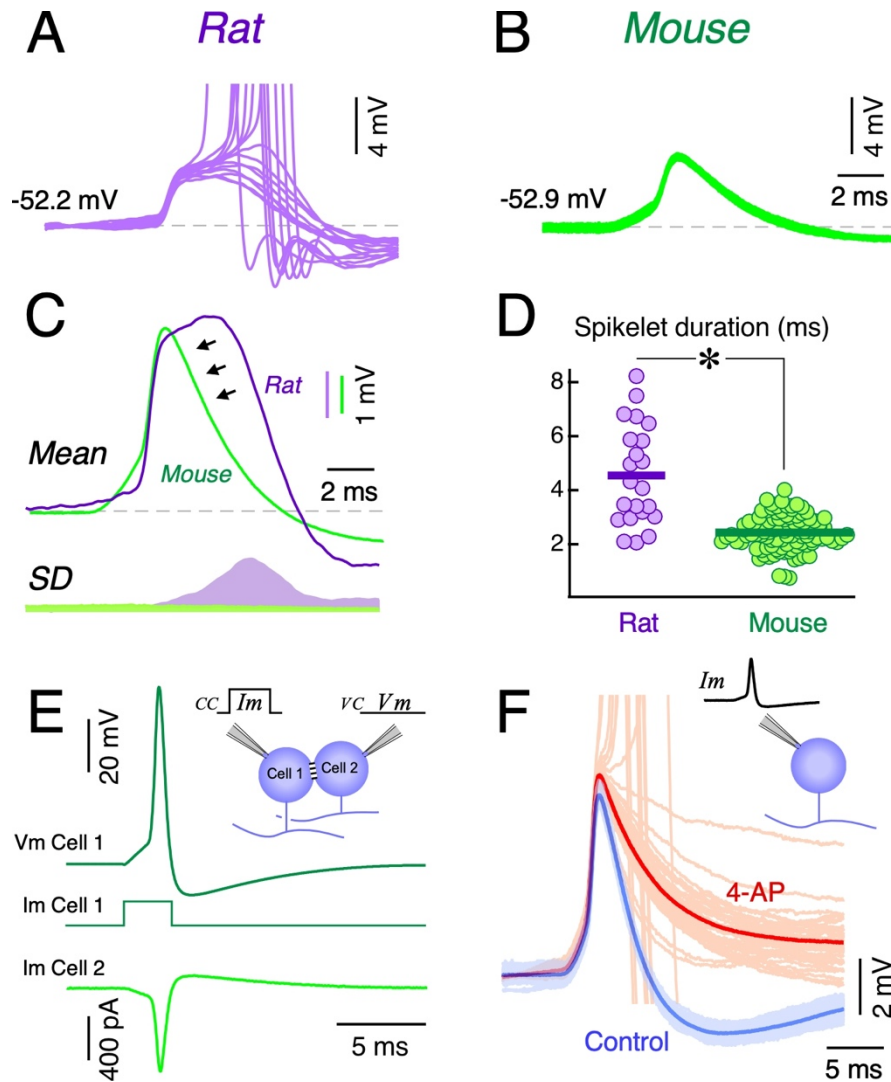 A
Rat
4 mV
-52.2 mV
B
Mouse
4 mV
2 ms
-52.9 mV
C
Rat
1 mV
Mean
Mouse
2 ms
SD
D
Spikelet duration (ms)
*
8
6
4
2
Rat
Mouse
E
20 mV
CC
Im
VC
Vm
Cell 1
Cell 2
Vm Cell 1
Im Cell 1
Im Cell 2
400 pA
5 ms
F
Im
4-AP
Control
2 mV
5 ms